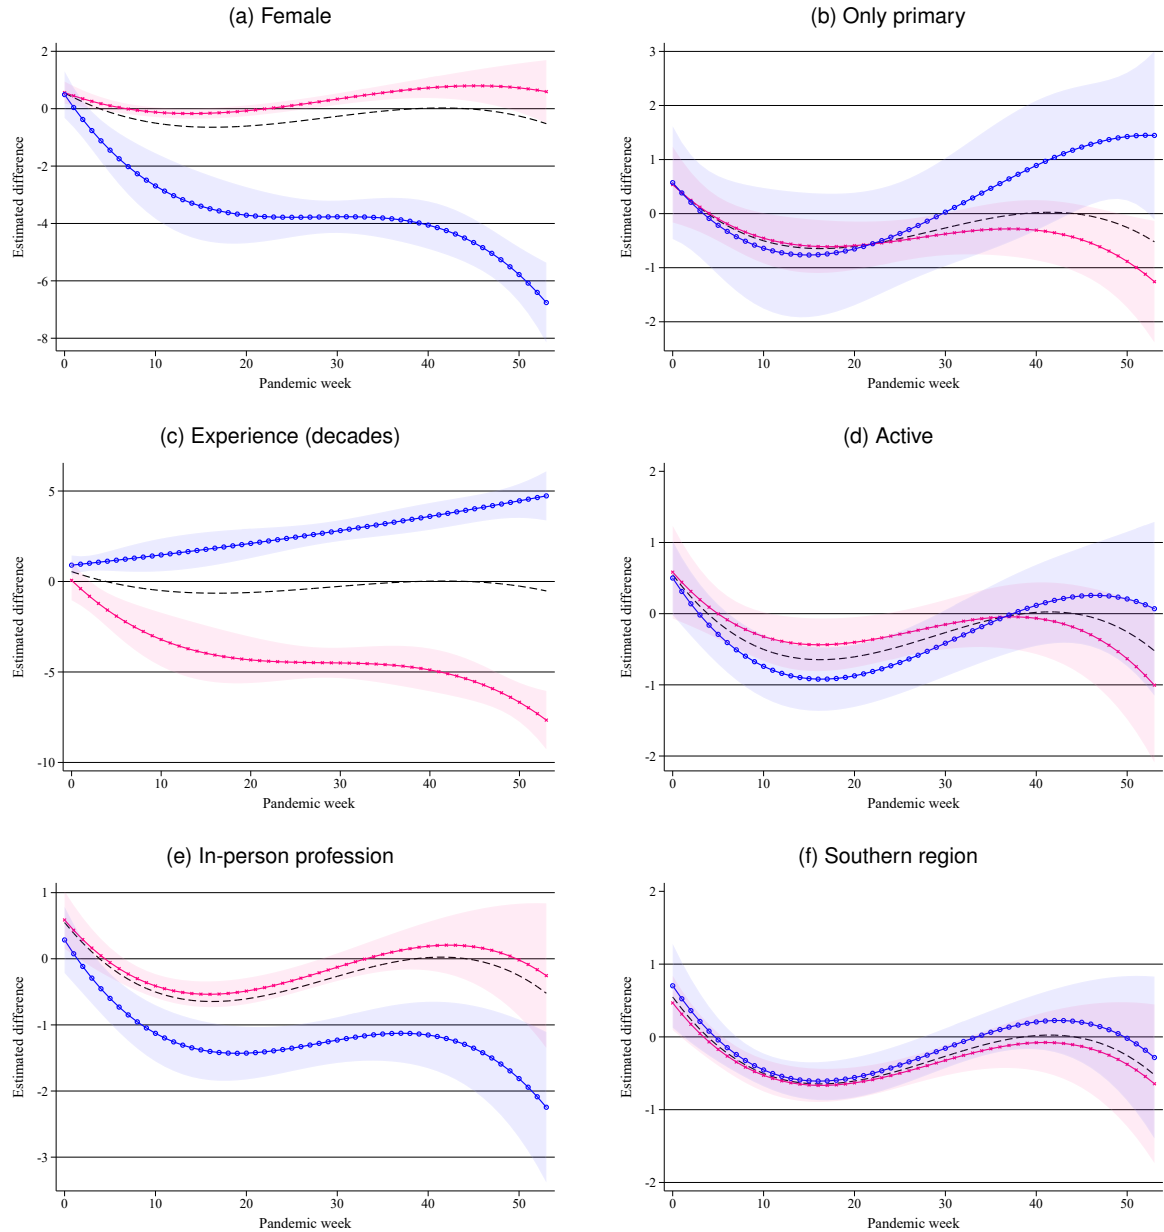 (a) Female
2
0
-2
-4
-6
-8
Estimated difference
0 10 20 30 40 50
Pandemic week
(b) Only primary
3
2
1
0
-1
-2
Estimated difference
0 10 20 30 40 50
Pandemic week
(c) Experience (decades)
5
0
-5
-10
Estimated difference
0 10 20 30 40 50
Pandemic week
(d) Active
2
1
0
-1
-2
Estimated difference
0 10 20 30 40 50
Pandemic week
(e) In-person profession
1
0
-1
-2
-3
Estimated difference
0 10 20 30 40 50
Pandemic week
(f) Southern region
2
1
0
-1
-2
Estimated difference
0 10 20 30 40 50
Pandemic week